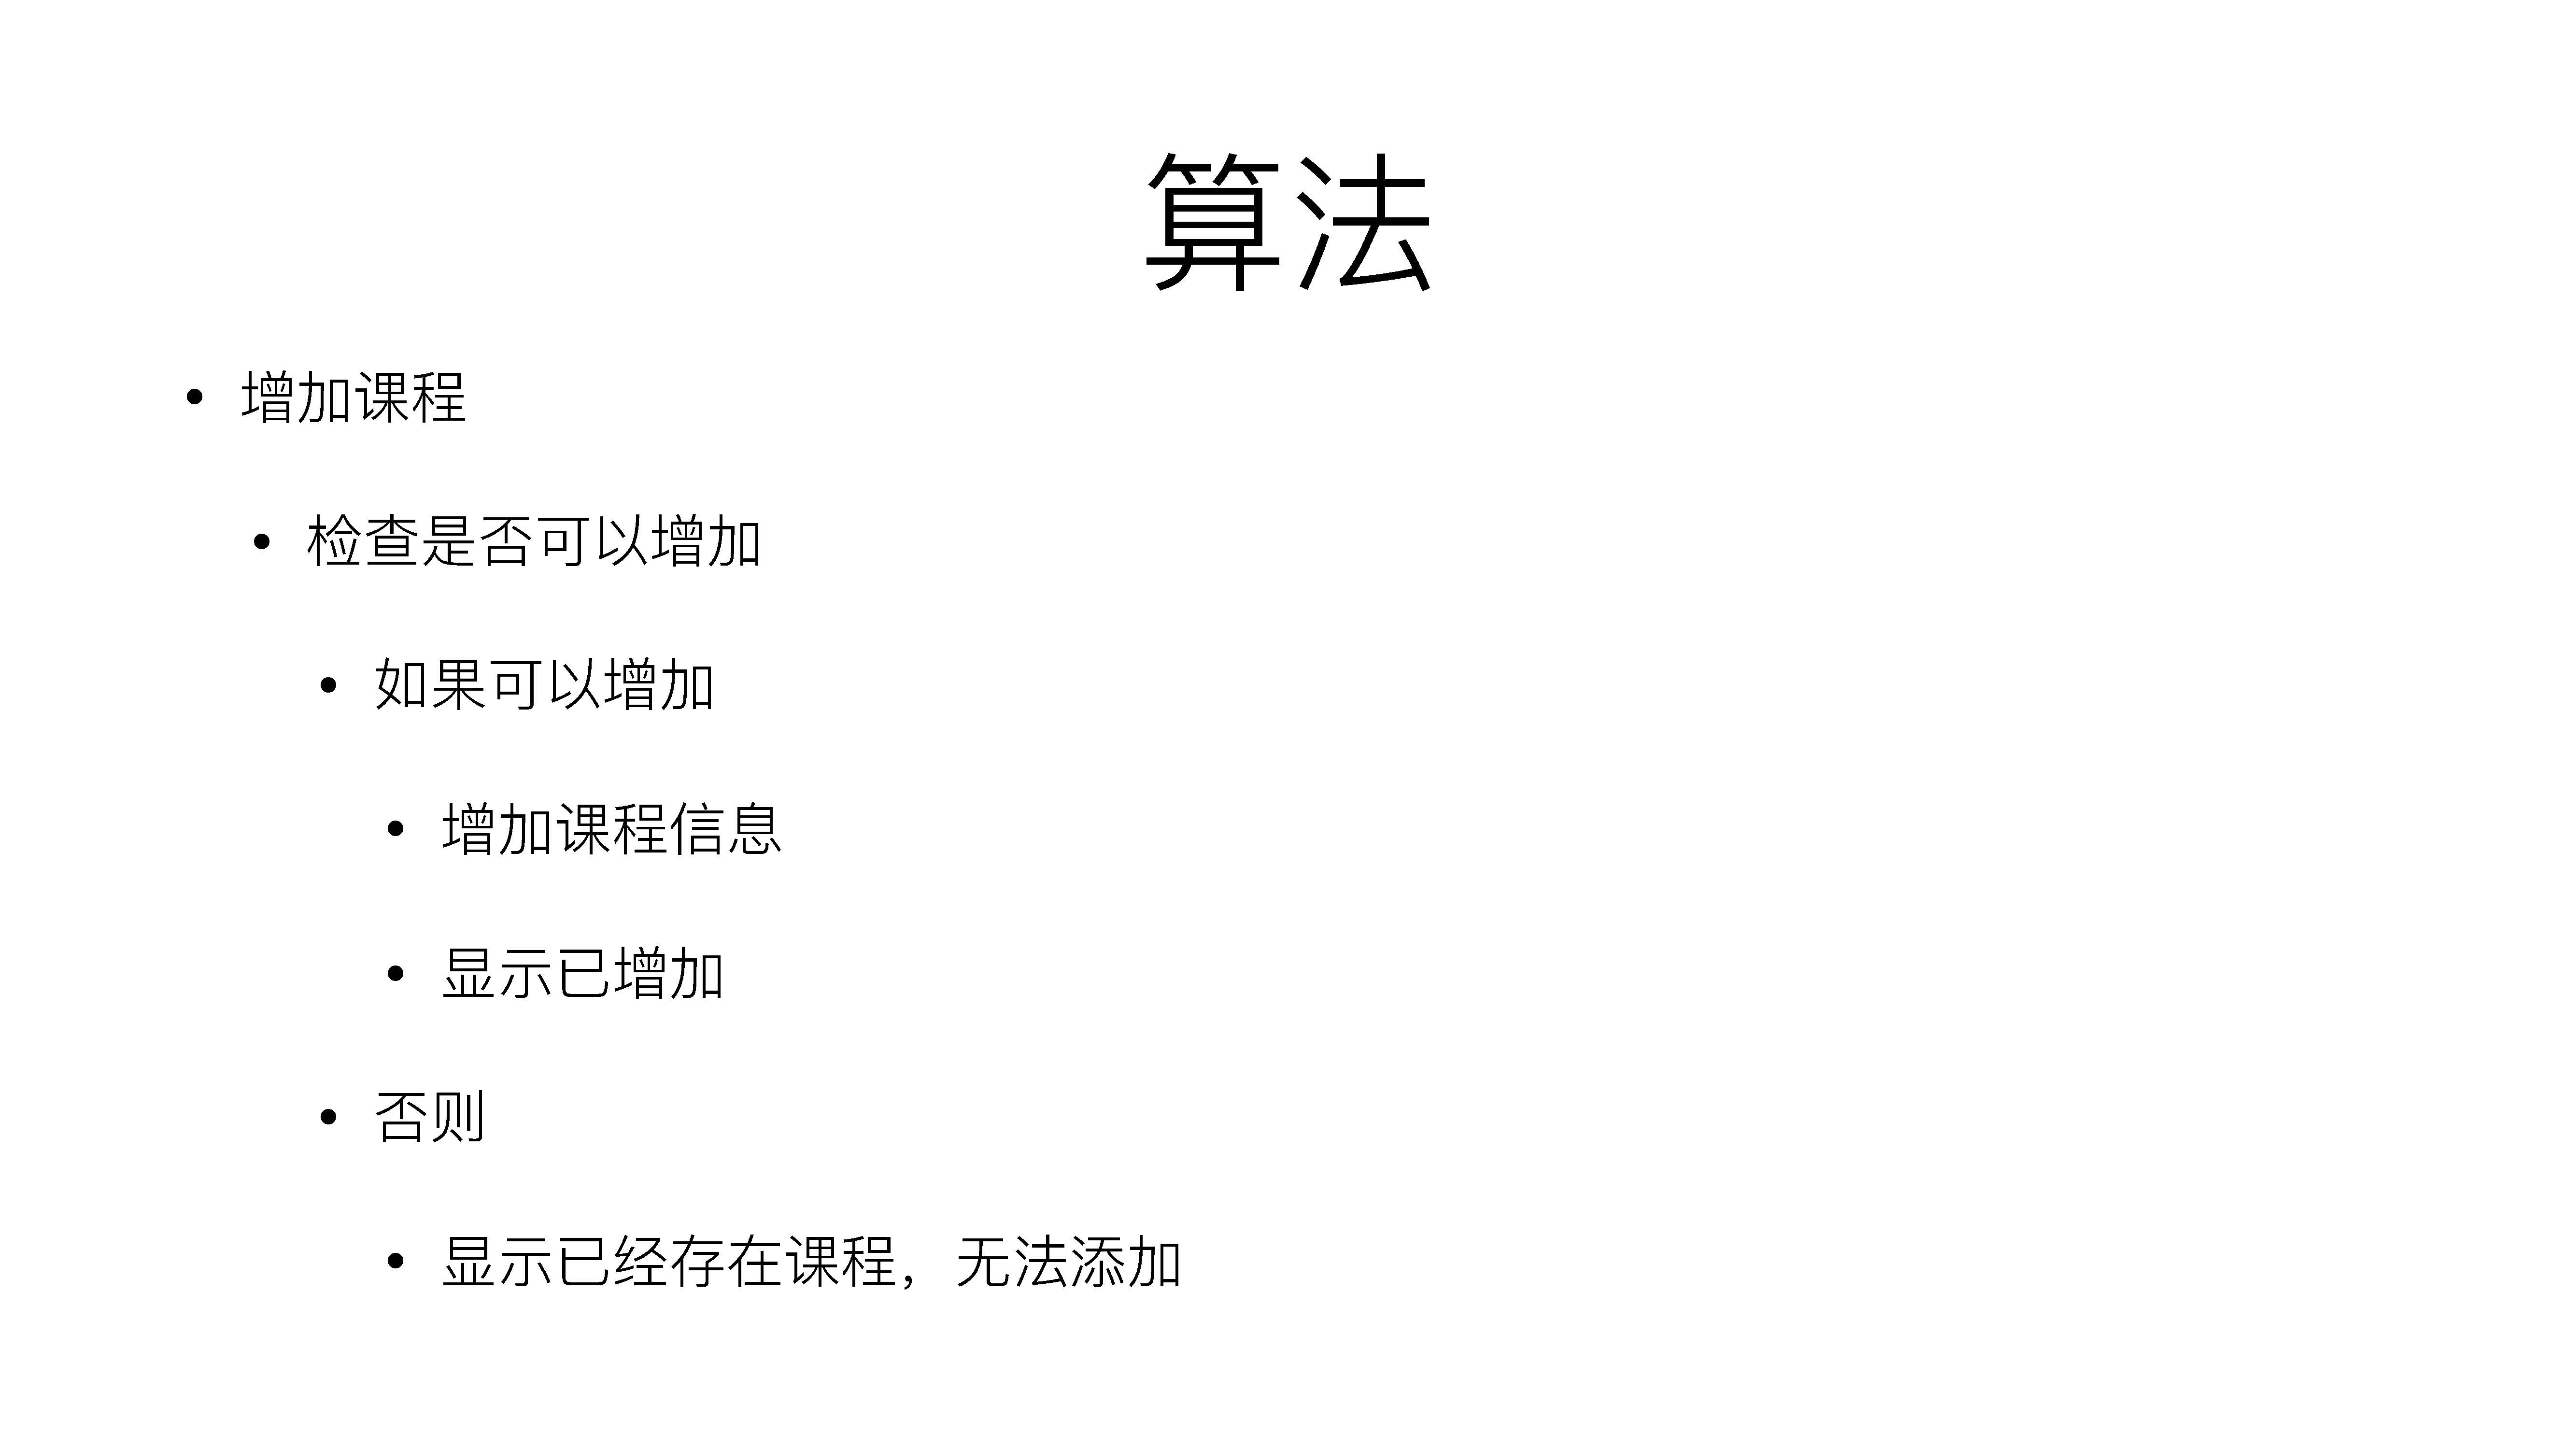 算法
• 增加课程
• 检查是否可以增加
• 如果可以增加
• 增加课程信息
• 显示已增加
• 否则
• 显示已经存在课程，无法添加